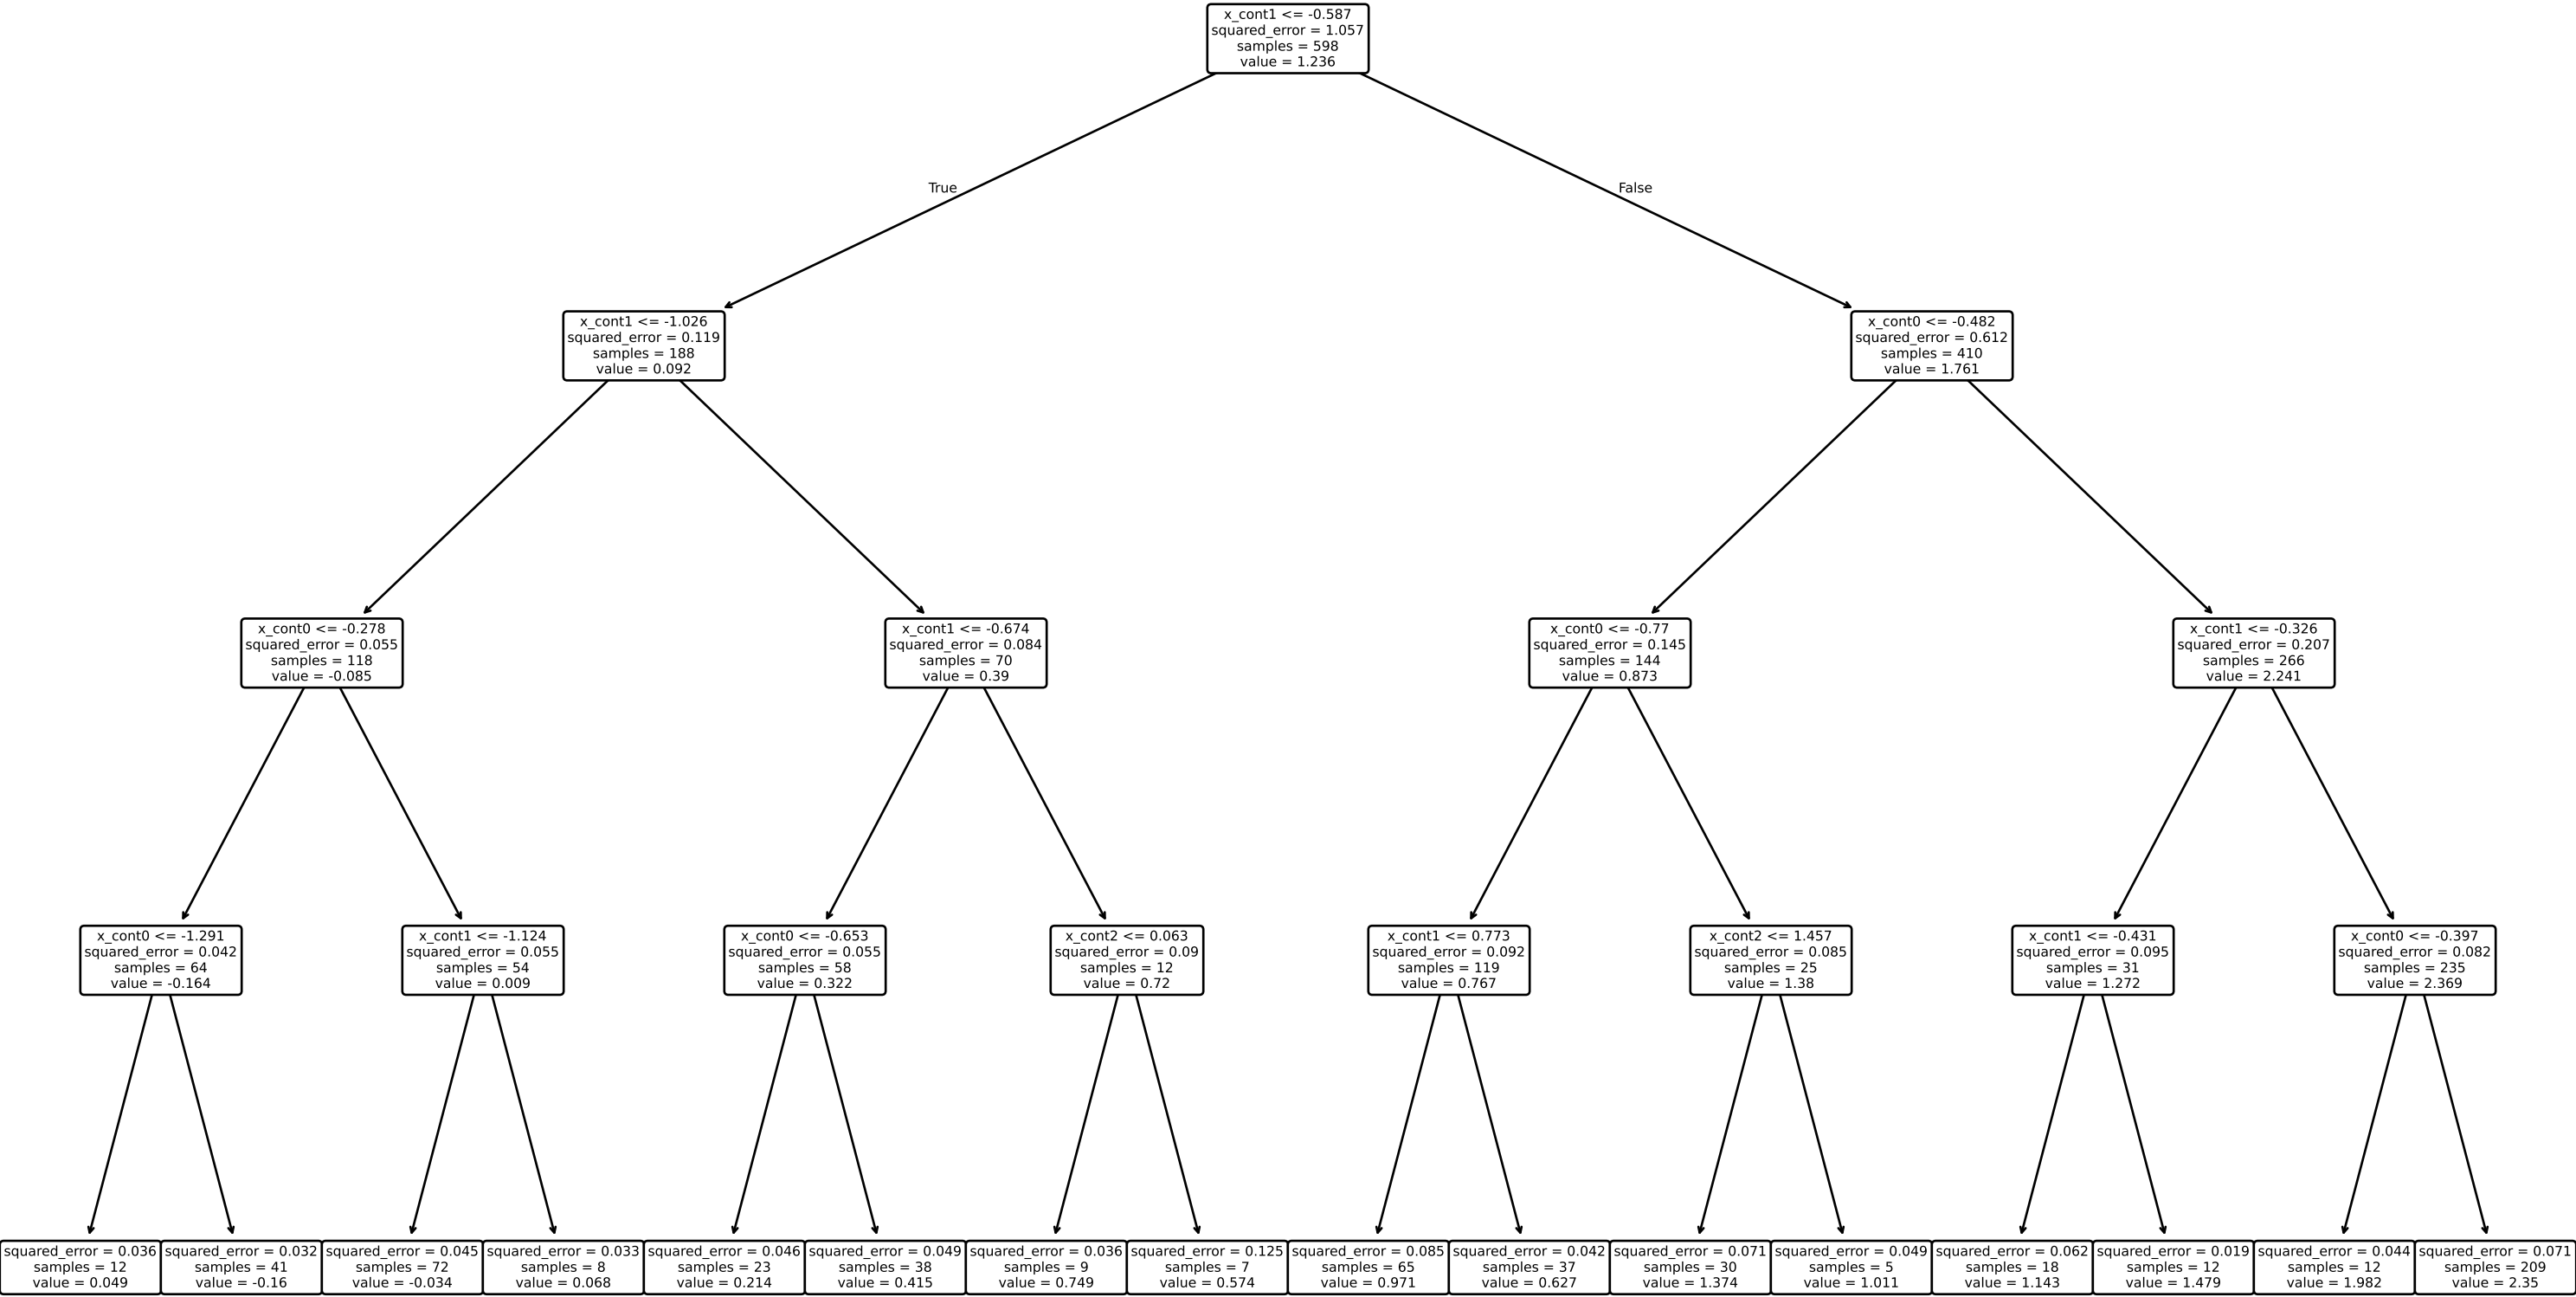 x_cont1 <= -0.587
squared_error = 1.057
samples = 598
value = 1.236
True
False
x_cont1 <= -1.026
squared_error = 0.119
samples = 188
value = 0.092
x_cont0 <= -0.482
squared_error = 0.612
samples = 410
value = 1.761
x_cont0 <= -0.278
squared_error = 0.055
samples = 118
value = -0.085
x_cont1 <= -0.674
squared_error = 0.084
samples = 70
value = 0.39
x_cont0 <= -0.77
squared_error = 0.145
samples = 144
value = 0.873
x_cont1 <= -0.326
squared_error = 0.207
samples = 266
value = 2.241
x_cont0 <= -1.291
squared_error = 0.042
samples = 64
value = -0.164
x_cont1 <= -1.124
squared_error = 0.055
samples = 54
value = 0.009
x_cont0 <= -0.653
squared_error = 0.055
samples = 58
value = 0.322
x_cont2 <= 0.063
squared_error = 0.09
samples = 12
value = 0.72
x_cont1 <= 0.773
squared_error = 0.092
samples = 119
value = 0.767
x_cont2 <= 1.457
squared_error = 0.085
samples = 25
value = 1.38
x_cont1 <= -0.431
squared_error = 0.095
samples = 31
value = 1.272
x_cont0 <= -0.397
squared_error = 0.082
samples = 235
value = 2.369
squared_error = 0.036
samples = 12
value = 0.049
squared_error = 0.032
samples = 41
value = -0.16
squared_error = 0.045
samples = 72
value = -0.034
squared_error = 0.033
samples = 8
value = 0.068
squared_error = 0.046
samples = 23
value = 0.214
squared_error = 0.049
samples = 38
value = 0.415
squared_error = 0.036
samples = 9
value = 0.749
squared_error = 0.125
samples = 7
value = 0.574
squared_error = 0.085
samples = 65
value = 0.971
squared_error = 0.042
samples = 37
value = 0.627
squared_error = 0.071
samples = 30
value = 1.374
squared_error = 0.049
samples = 5
value = 1.011
squared_error = 0.062
samples = 18
value = 1.143
squared_error = 0.019
samples = 12
value = 1.479
squared_error = 0.044
samples = 12
value = 1.982
squared_error = 0.071
samples = 209
value = 2.35